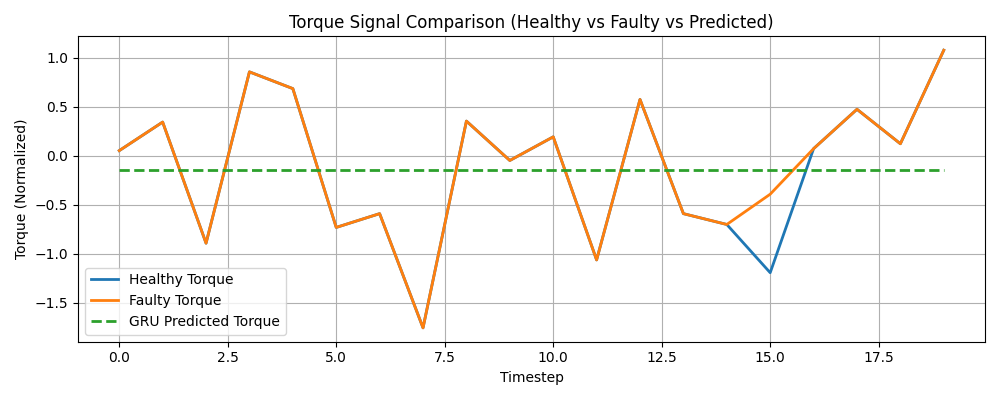 Torque Signal Comparison (Healthy vs Faulty vs Predicted)
Torque (Normalized)
1.0
0.5
0.0
−0.5
−1.0
−1.5
Healthy Torque
Faulty Torque
GRU Predicted Torque
0.0 2.5 5.0 7.5 10.0 12.5 15.0 17.5
Timestep